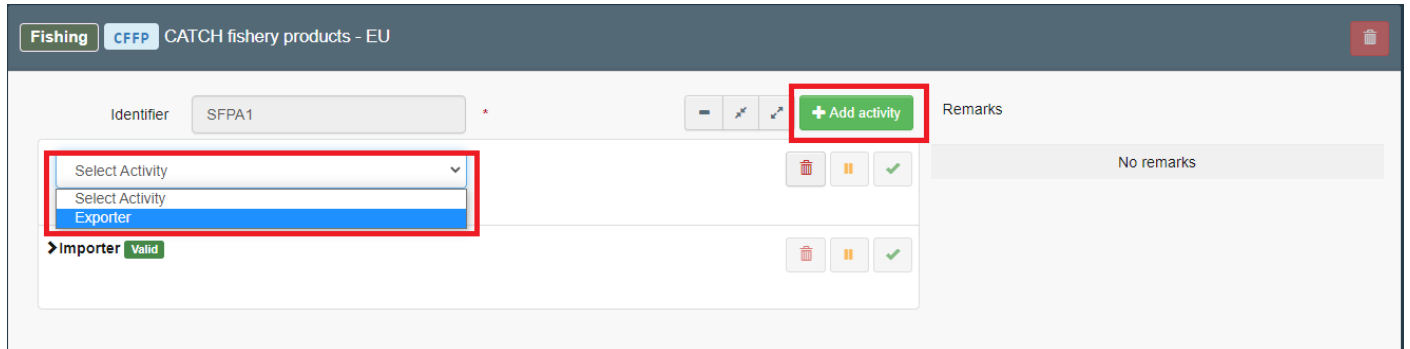 Fishing CFFP CATCH fishery products - EU
Identifier SFPA1 * + Add activity Remarks
Select Activity No remarks
Select Activity
Exporter
Importer Valid